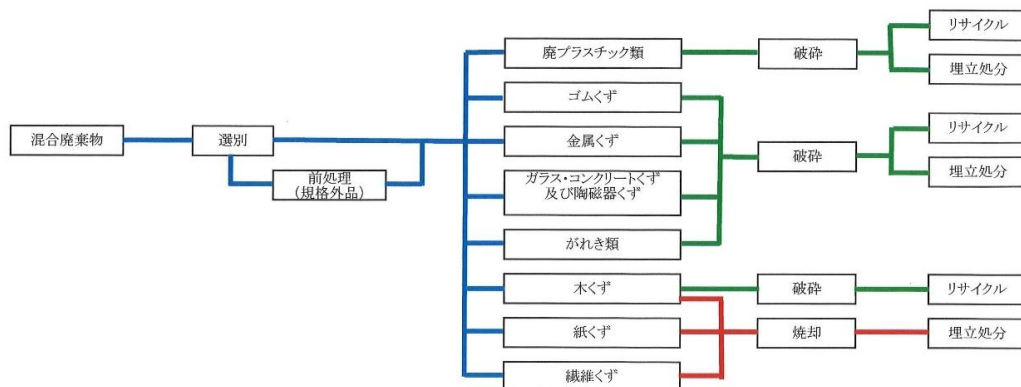 混合廃棄物
選別
前処理
(規格外品)
廃プラスチック類
ゴムくず
金属くず
ガラス・コンクリートくず
及び陶磁器くず
がれき類
木くず
紙くず
繊維くず
破砕
破砕
破砕
焼却
リサイクル
埋立処分
リサイクル
埋立処分
リサイクル
埋立処分